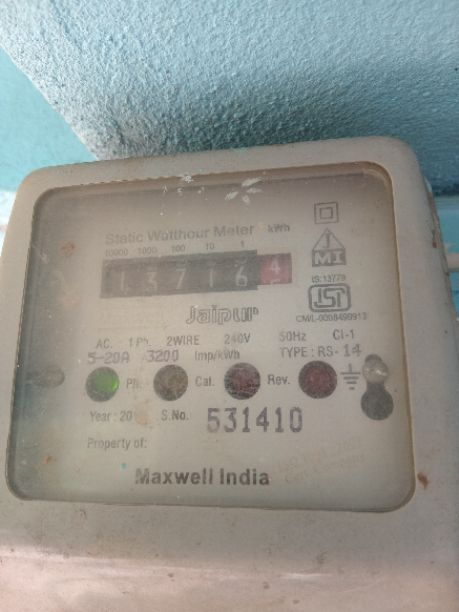 Static Watthour Meter kWh
10000 1000 100 10 1
1 3 7 1 6 4
MI
IS:13779
ISI
CM/L-0008499913
Jaipur
AC. 1 Ph. 2WIRE 240V 50Hz Cl-1
5-20A 3200 Imp/kWh TYPE: RS-14
Ph. Cal. Rev.
Year: 20 S.No. 531410
Property of:
Maxwell India